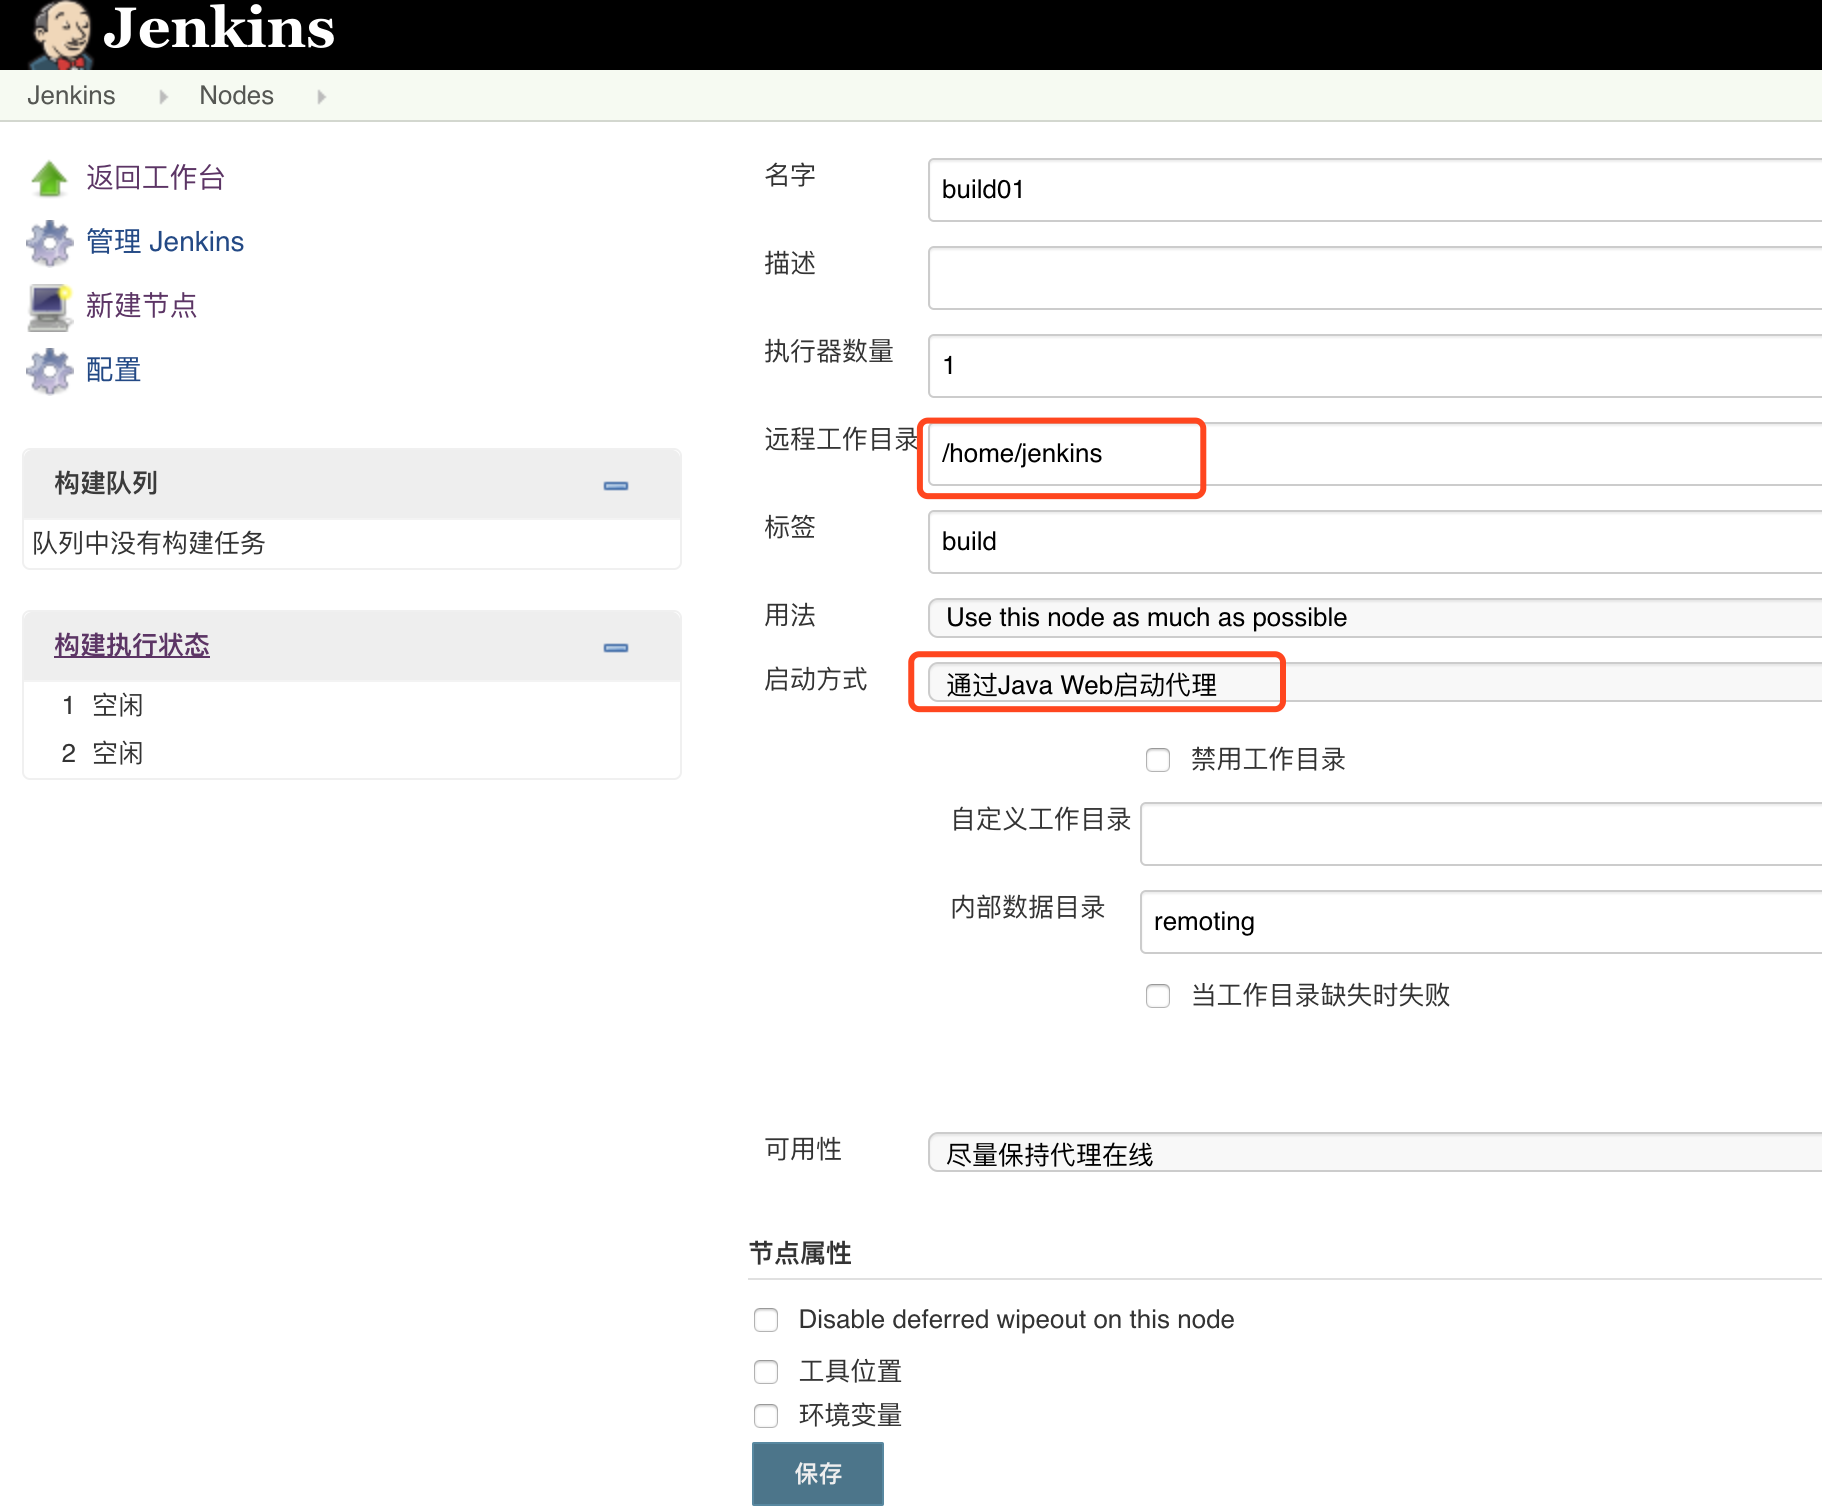 Jenkins
Jenkins
Nodes
返回工作台
管理 Jenkins
新建节点
配置
构建队列
队列中没有构建任务
构建执行状态
1 空闲
2 空闲
名字
build01
描述
执行器数量
1
远程工作目录
/home/jenkins
标签
build
用法
Use this node as much as possible
启动方式
通过Java Web启动代理
禁用工作目录
自定义工作目录
内部数据目录
remoting
当工作目录缺失时失败
可用性
尽量保持代理在线
节点属性
Disable deferred wipeout on this node
工具位置
环境变量
保存